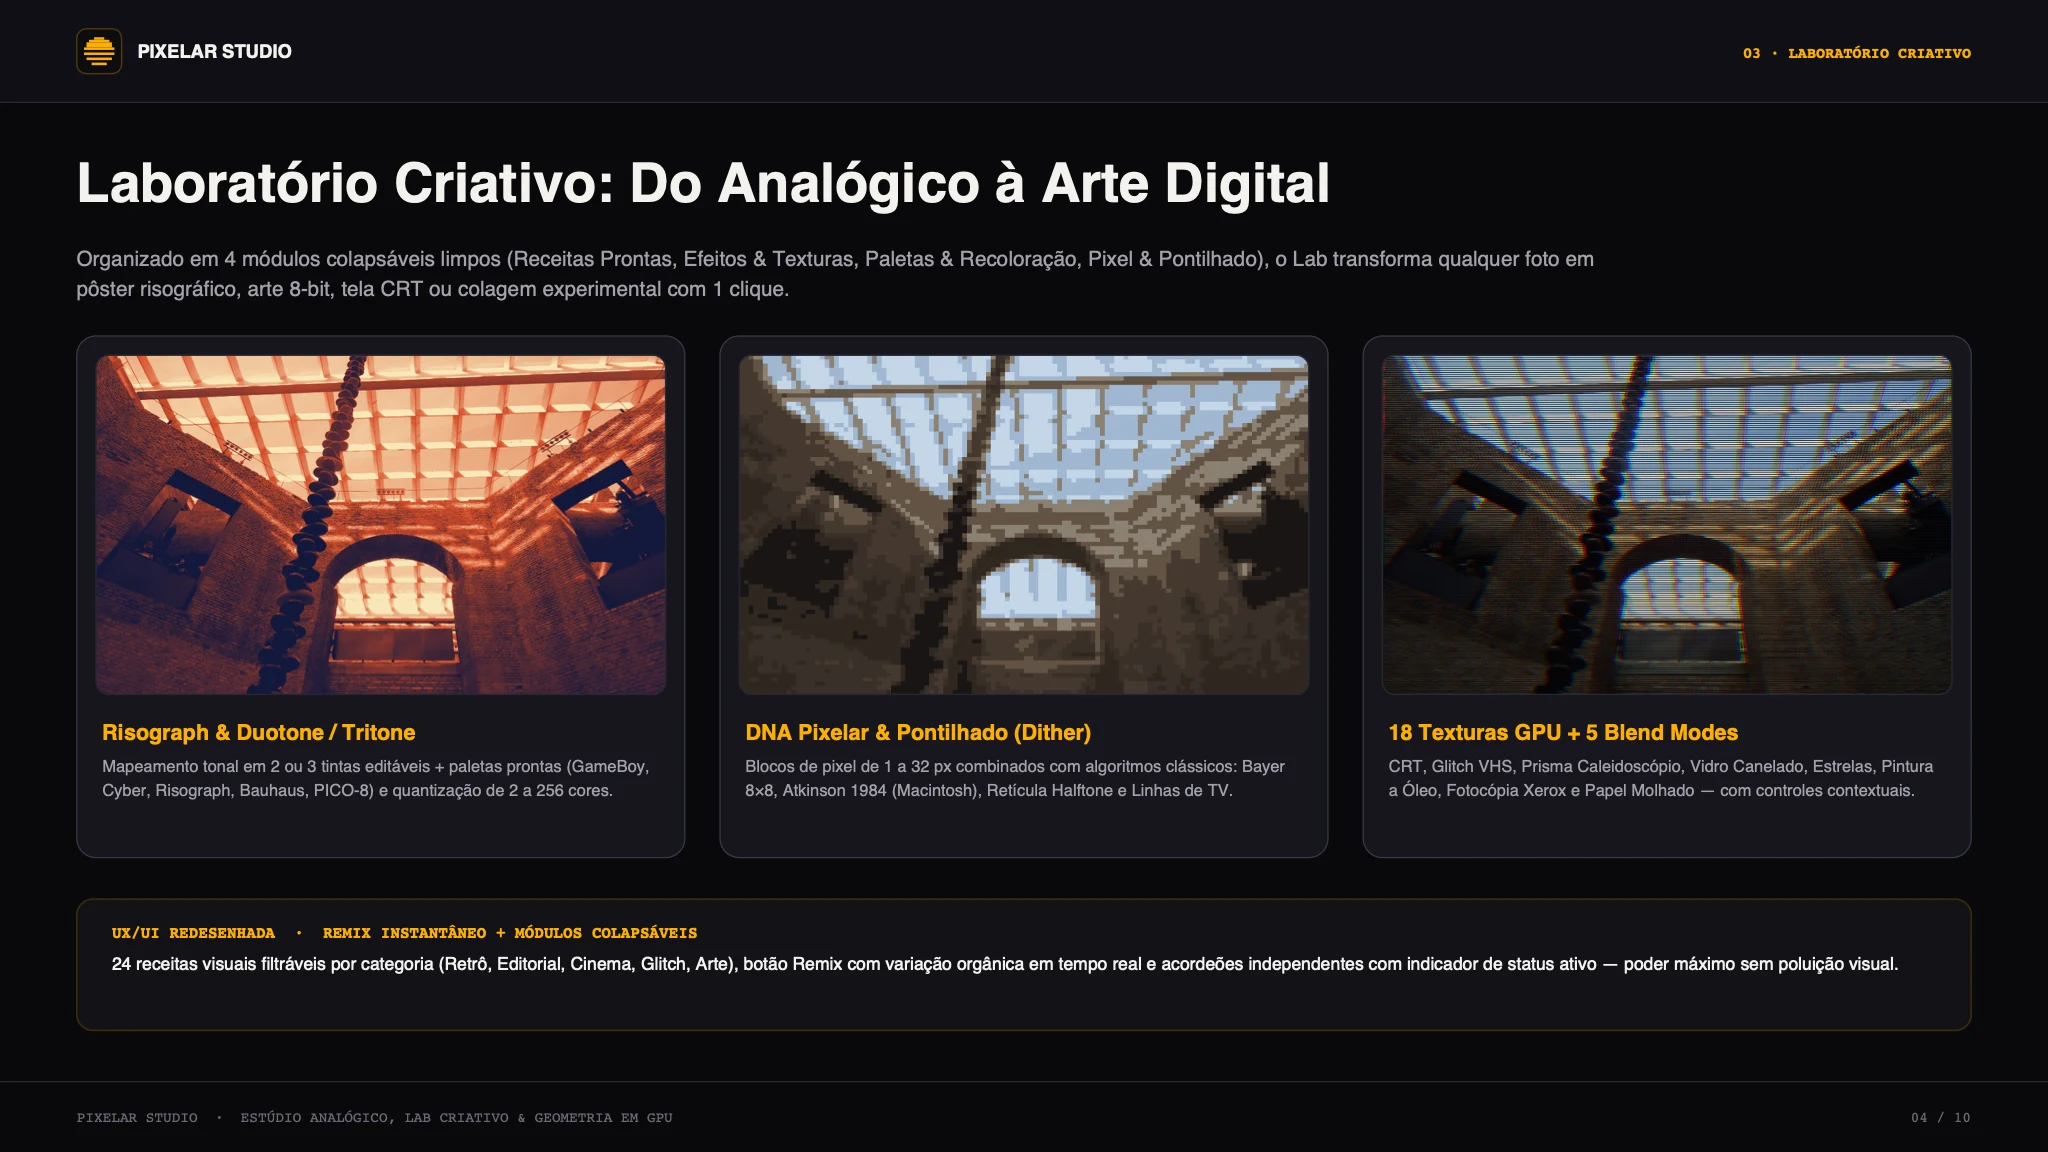 PIXELAR STUDIO
03 · LABORATÓRIO CRIATIVO
Laboratório Criativo: Do Analógico à Arte Digital
Organizado em 4 módulos colapsáveis limpos (Receitas Prontas, Efeitos & Texturas, Paletas & Recoloração, Pixel & Pontilhado), o Lab transforma qualquer foto em
pôster risográfico, arte 8-bit, tela CRT ou colagem experimental com 1 clique.
Risograph & Duotone / Tritone
Mapeamento tonal em 2 ou 3 tintas editáveis + paletas prontas (GameBoy,
Cyber, Risograph, Bauhaus, PICO-8) e quantização de 2 a 256 cores.
DNA Pixelar & Pontilhado (Dither)
Blocos de pixel de 1 a 32 px combinados com algoritmos clássicos: Bayer
8×8, Atkinson 1984 (Macintosh), Retícula Halftone e Linhas de TV.
18 Texturas GPU + 5 Blend Modes
CRT, Glitch VHS, Prisma Caleidoscópio, Vidro Canelado, Estrelas, Pintura
a Óleo, Fotocópia Xerox e Papel Molhado — com controles contextuais.
UX/UI REDESENHADA · REMIX INSTANTÂNEO + MÓDULOS COLAPSÁVEIS
24 receitas visuais filtráveis por categoria (Retrô, Editorial, Cinema, Glitch, Arte), botão Remix com variação orgânica em tempo real e acordeões independentes com indicador de status ativo — poder máximo sem poluição visual.
PIXELAR STUDIO · ESTÚDIO ANALÓGICO, LAB CRIATIVO & GEOMETRIA EM GPU
04 / 10